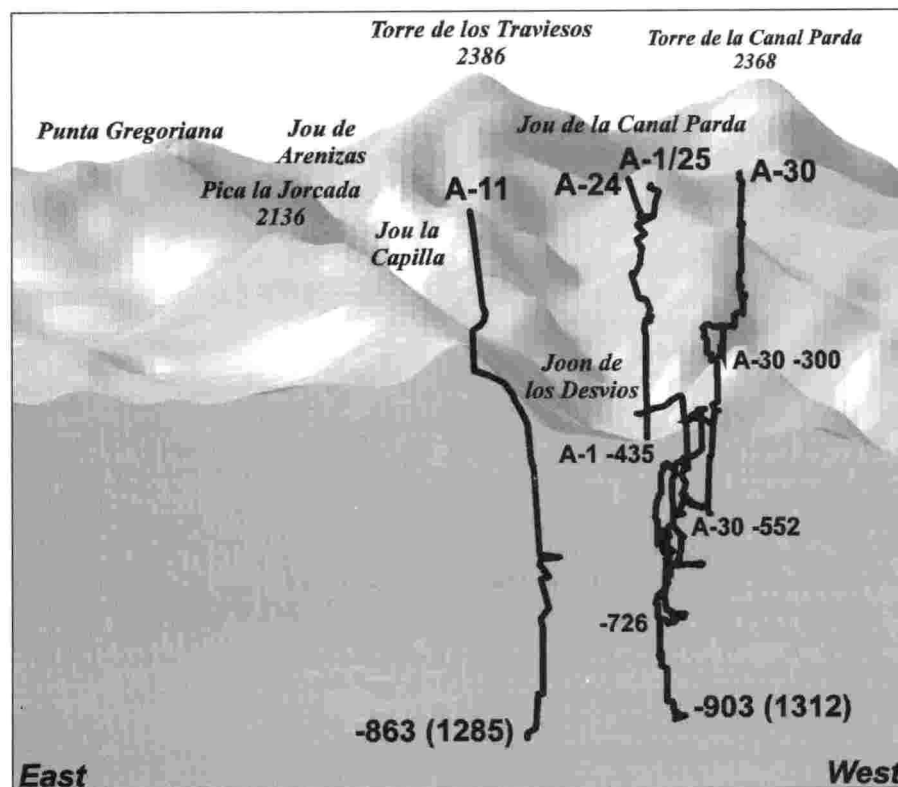 Torre de los Traviesos
2386
Torre de la Canal Parda
2368
Punta Gregoriana
Jou de
Arenizas
Jou de la Canal Parda
A-1/25
Pica la Jorcada
2136
A-11
A-24
A-30
Jou la
Capilla
A-30 -300
Joon de
los Desvios
A-1 -435
A-30 -552
-726
-863 (1285)
-903 (1312)
East
West